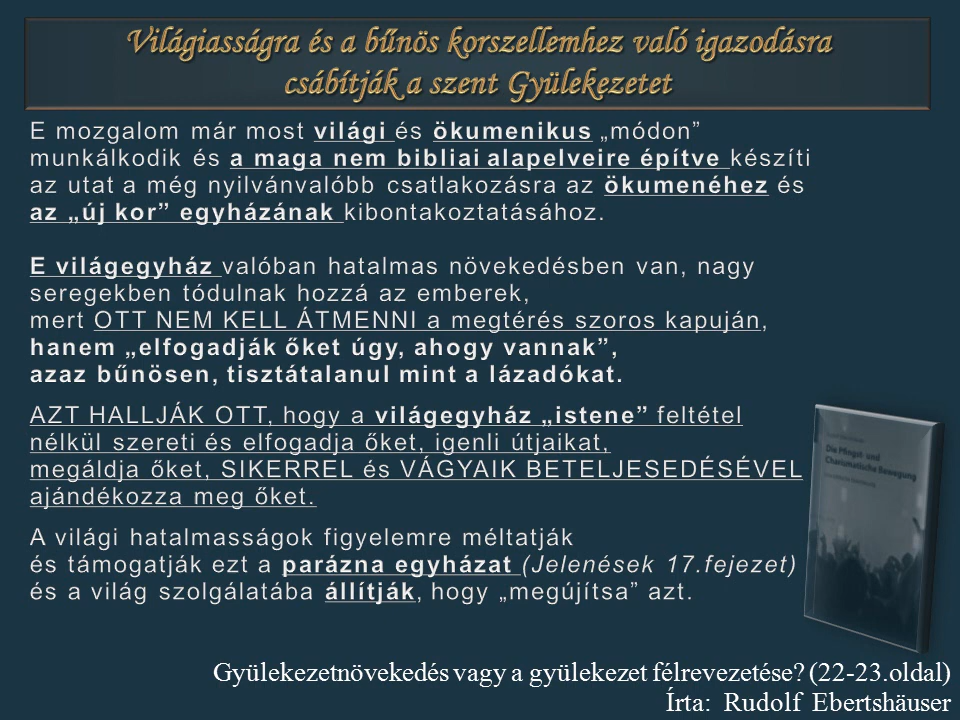 Világiasságra és a bűnös korszellemhez való igazodásra
csábítják a szent Gyülekezetet
E mozgalom már most világi és ökumenikus „módon”
munkálkodik és a maga nem bibliai alapelveire építve készíti
az utat a még nyilvánvalóbb csatlakozásra az ökumenéhez és
az „új kor” egyházának kibontakoztatásához.
E világegyház valóban hatalmas növekedésben van, nagy
seregekben tódulnak hozzá az emberek,
mert OTT NEM KELL ÁTMENNI a megtérés szoros kapuján,
hanem „elfogadják őket úgy, ahogy vannak”,
azaz bűnösen, tisztátalanul mint a lázadókat.
AZT HALLJÁK OTT, hogy a világegyház „istene” feltétel
nélkül szereti és elfogadja őket, igenli útjaikat,
megáldja őket, SIKERREL és VÁGYAIK BETELJESEDÉSÉVEL
ajándékozza meg őket.
A világi hatalmasságok figyelemre méltatják
és támogatják ezt a parázna egyházat (Jelenések 17.fejezet)
és a világ szolgálatába állítják, hogy „megújítsa” azt.
Die Pfingst- und
Charismatische Bewegung
Gyülekezetnövekedés vagy a gyülekezet félrevezetése? (22-23.oldal)
Írta: Rudolf Ebertshäuser